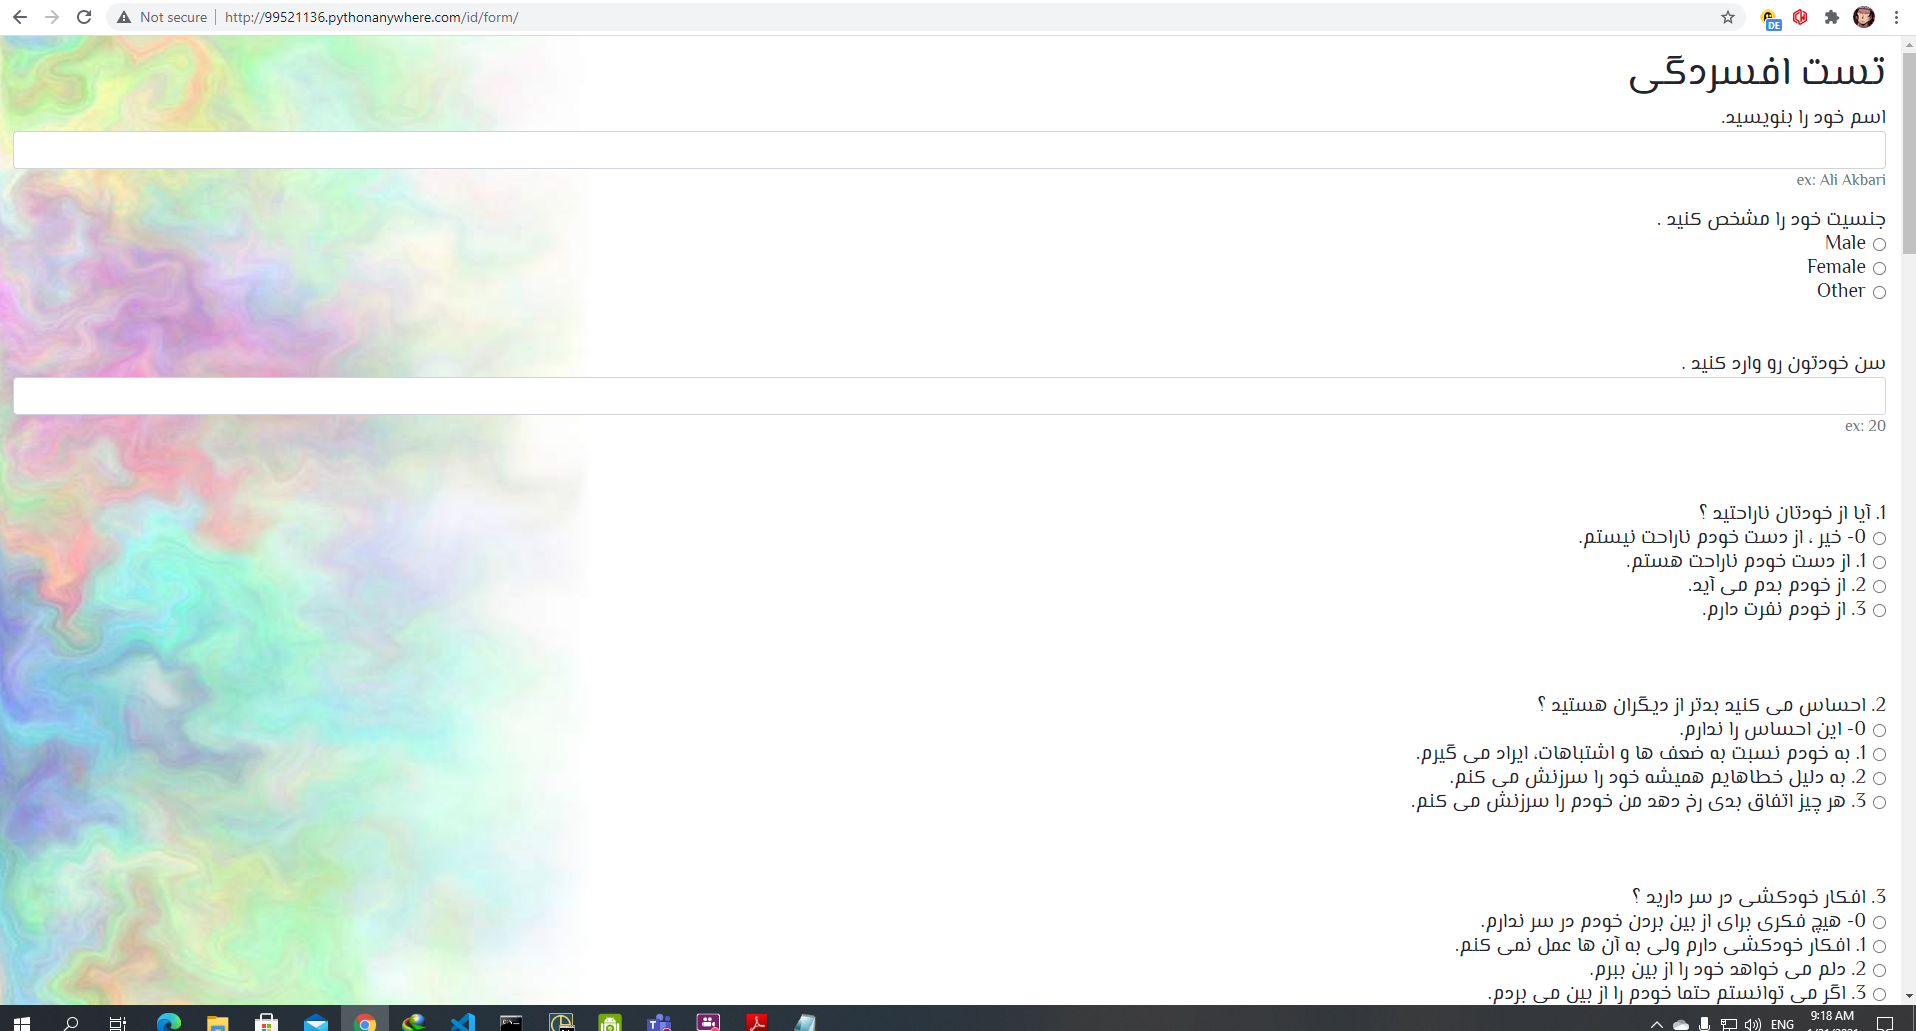 Not secure
http://99521136.pythonanywhere.com/id/form/
DE
تست افسردگی
اسم خود را بنویسید.
ex: Ali Akbari
جنسیت خود را مشخص کنید .
Male
Female
Other
سن خودتون رو وارد کنید .
ex: 20
1. آیا از خودتان ناراحتید ؟
0- خیر ، از دست خودم ناراحت نیستم.
1. از دست خودم ناراحت هستم.
2. از خودم بدم می آید.
3. از خودم نفرت دارم.
2. احساس می کنید بدتر از دیگران هستید ؟
0- این احساس را ندارم.
1. به خودم نسبت به ضعف ها و اشتباهات، ایراد می گیرم.
2. به دلیل خطاهایم همیشه خود را سرزنش می کنم.
3. هر چیز اتفاق بدی رخ دهد من خودم را سرزنش می کنم.
3. افکار خودکشی در سر دارید ؟
0- هیچ فکری برای از بین بردن خودم در سر ندارم.
1. افکار خودکشی دارم ولی به آن ها عمل نمی کنم.
2. دلم می خواهد خود را از بین ببرم.
3. اگر می توانستم حتما خودم را از بین می بردم.
ENG
9:18 AM